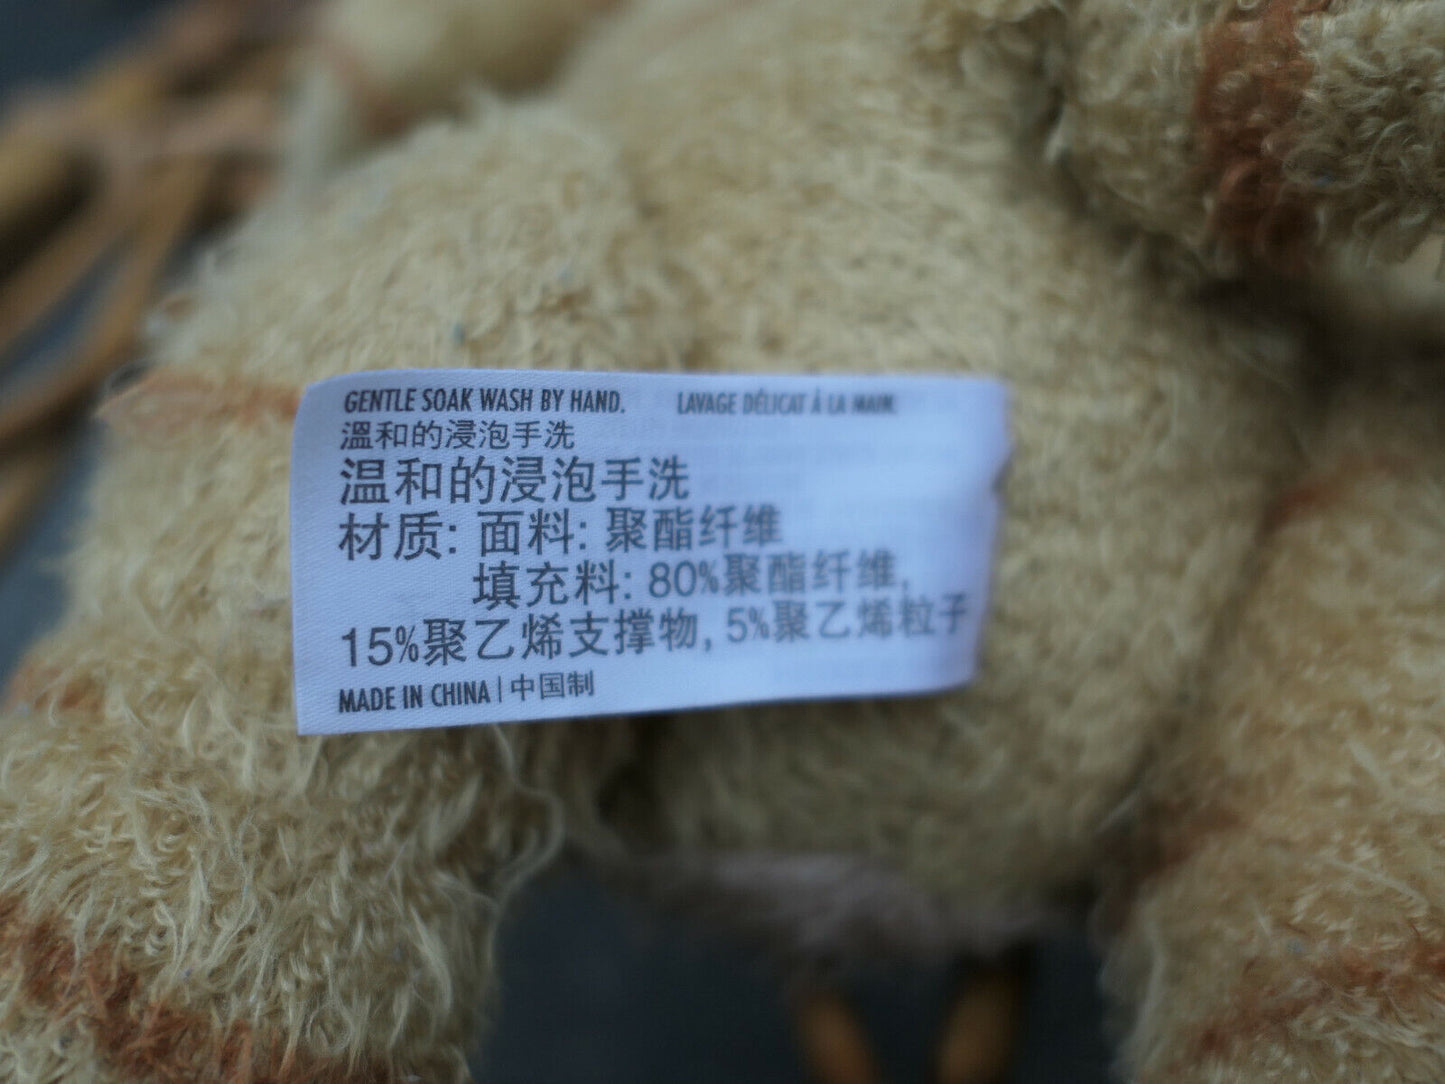 GENTLE SOAK WASH BY HAND. LAVAGE DÉLICAT À LA MAIN.
溫和的浸泡手洗
温和的浸泡手洗
材质: 面料: 聚酯纤维
填充料: 80%聚酯纤维,
15%聚乙烯支撑物, 5%聚乙烯粒子
MADE IN CHINA | 中国制